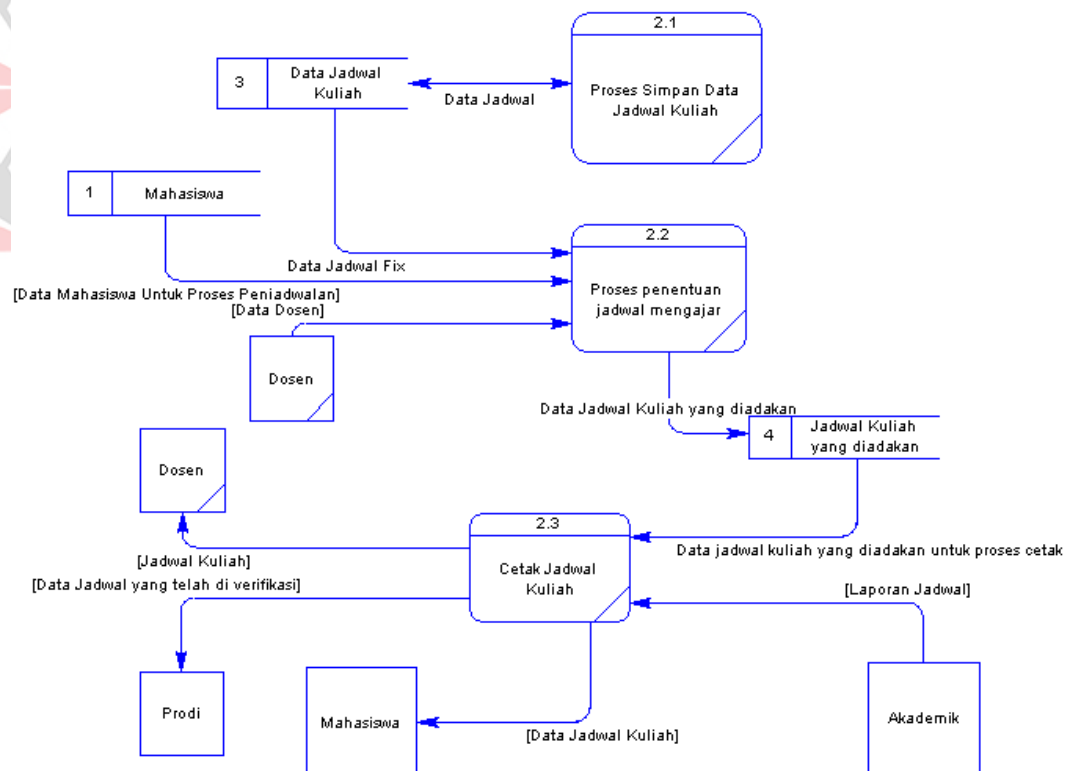 2.1
3
Data Jadwal
Kuliah
Data Jadwal
Proses Simpan Data
Jadwal Kuliah
1
Mahasiswa
2.2
Data Jadwal Fix
[Data Mahasiswa Untuk Proses Peniadwalan]
[Data Dosen]
Proses penentuan
jadwal mengajar
Dosen
Data Jadwal Kuliah yang diadakan
4
Jadwal Kuliah
yang diadakan
Dosen
2.3
[Jadwal Kuliah]
Data jadwal kuliah yang diadakan untuk proses cetak
Cetak Jadwal
Kuliah
[Data Jadwal yang telah di verifikasi]
[Laporan Jadwal]
Prodi
Mahasiswa
[Data Jadwal Kuliah]
Akademik